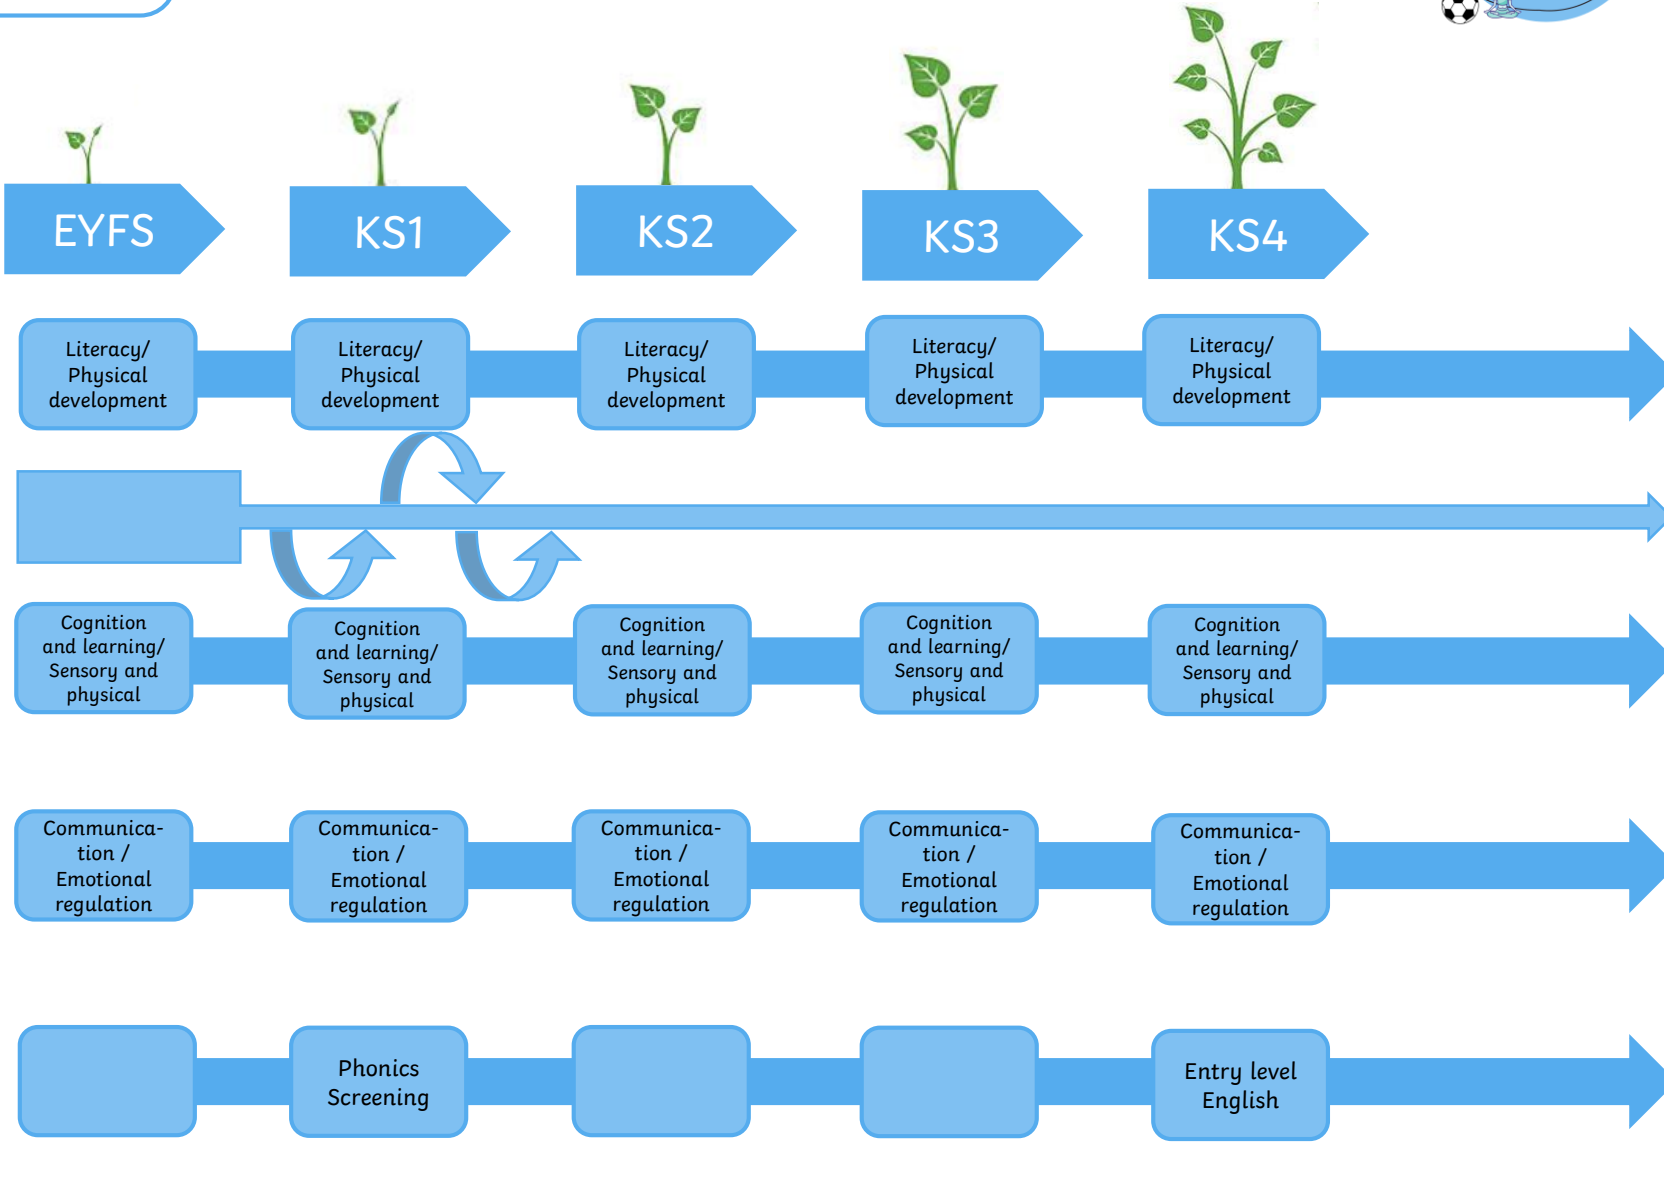 EYFS
KS1
KS2
KS3
KS4
Literacy/
Physical
development
Literacy/
Physical
development
Literacy/
Physical
development
Literacy/
Physical
development
Literacy/
Physical
development
Cognition
and learning/
Sensory and
physical
Cognition
and learning/
Sensory and
physical
Cognition
and learning/
Sensory and
physical
Cognition
and learning/
Sensory and
physical
Cognition
and learning/
Sensory and
physical
Communica-
tion /
Emotional
regulation
Communica-
tion /
Emotional
regulation
Communica-
tion /
Emotional
regulation
Communica-
tion /
Emotional
regulation
Communica-
tion /
Emotional
regulation
Phonics
Screening
Entry level
English